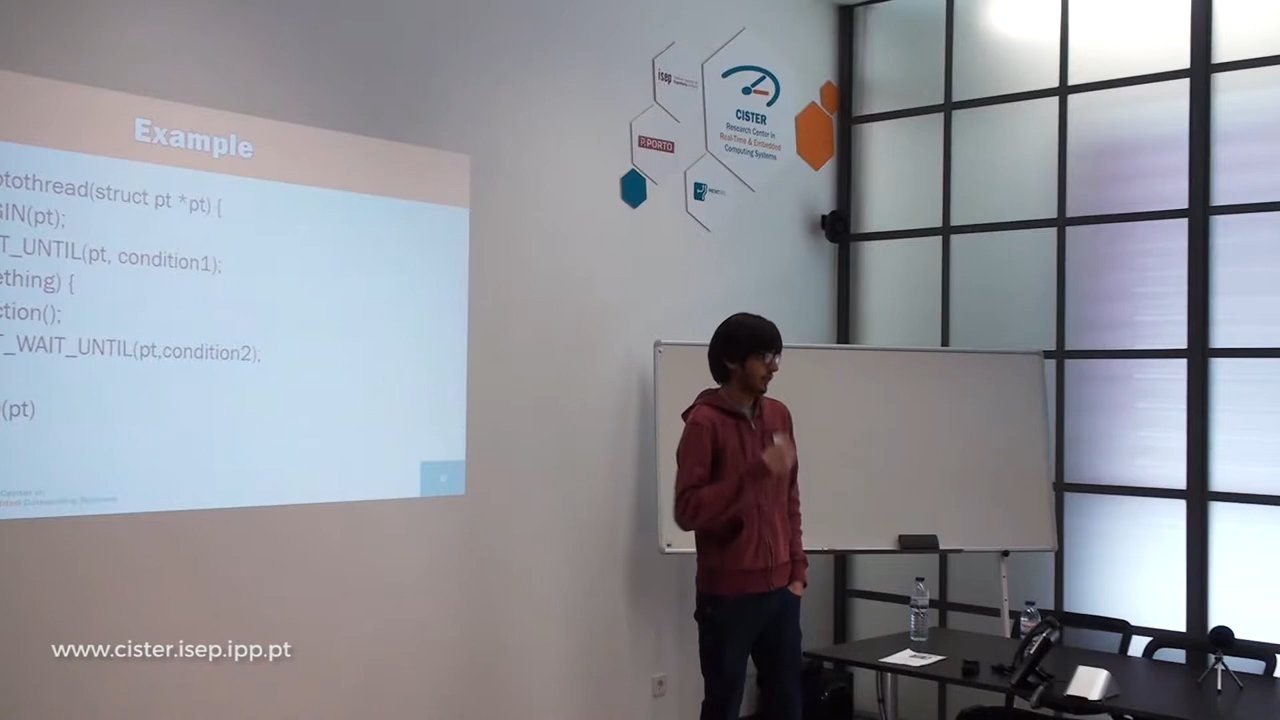 Example
otothread(struct pt *pt) {
GIN(pt);
T_UNTIL(pt, condition1);
ething) {
ction();
T_WAIT_UNTIL(pt,condition2).
(pt)
isep
CISTER
Research Center in
Real-Time & Embedded
Computing Systems
P.PORTO
www.cister.isep.ipp.pt